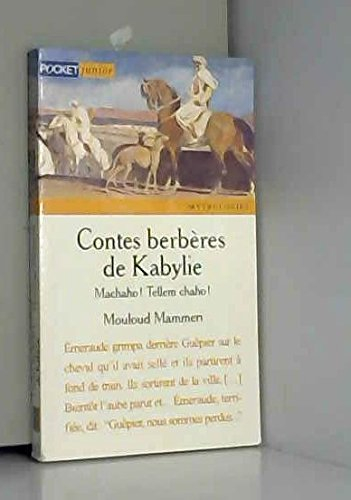 POCKET junior
MYTHOLOGIES
Contes berbères
de Kabylie
Machaho! Tellem chaho!
Mouloud Mammeri
Émeraude grimpa derrière Guêpier sur le
cheval qu'il avait sellé et ils partirent à
fond de train. Ils sortirent de la ville, [...]
Bientôt l'aube parut et... Émeraude, terri-
fiée, dit: "Guêpier, nous sommes perdus..."